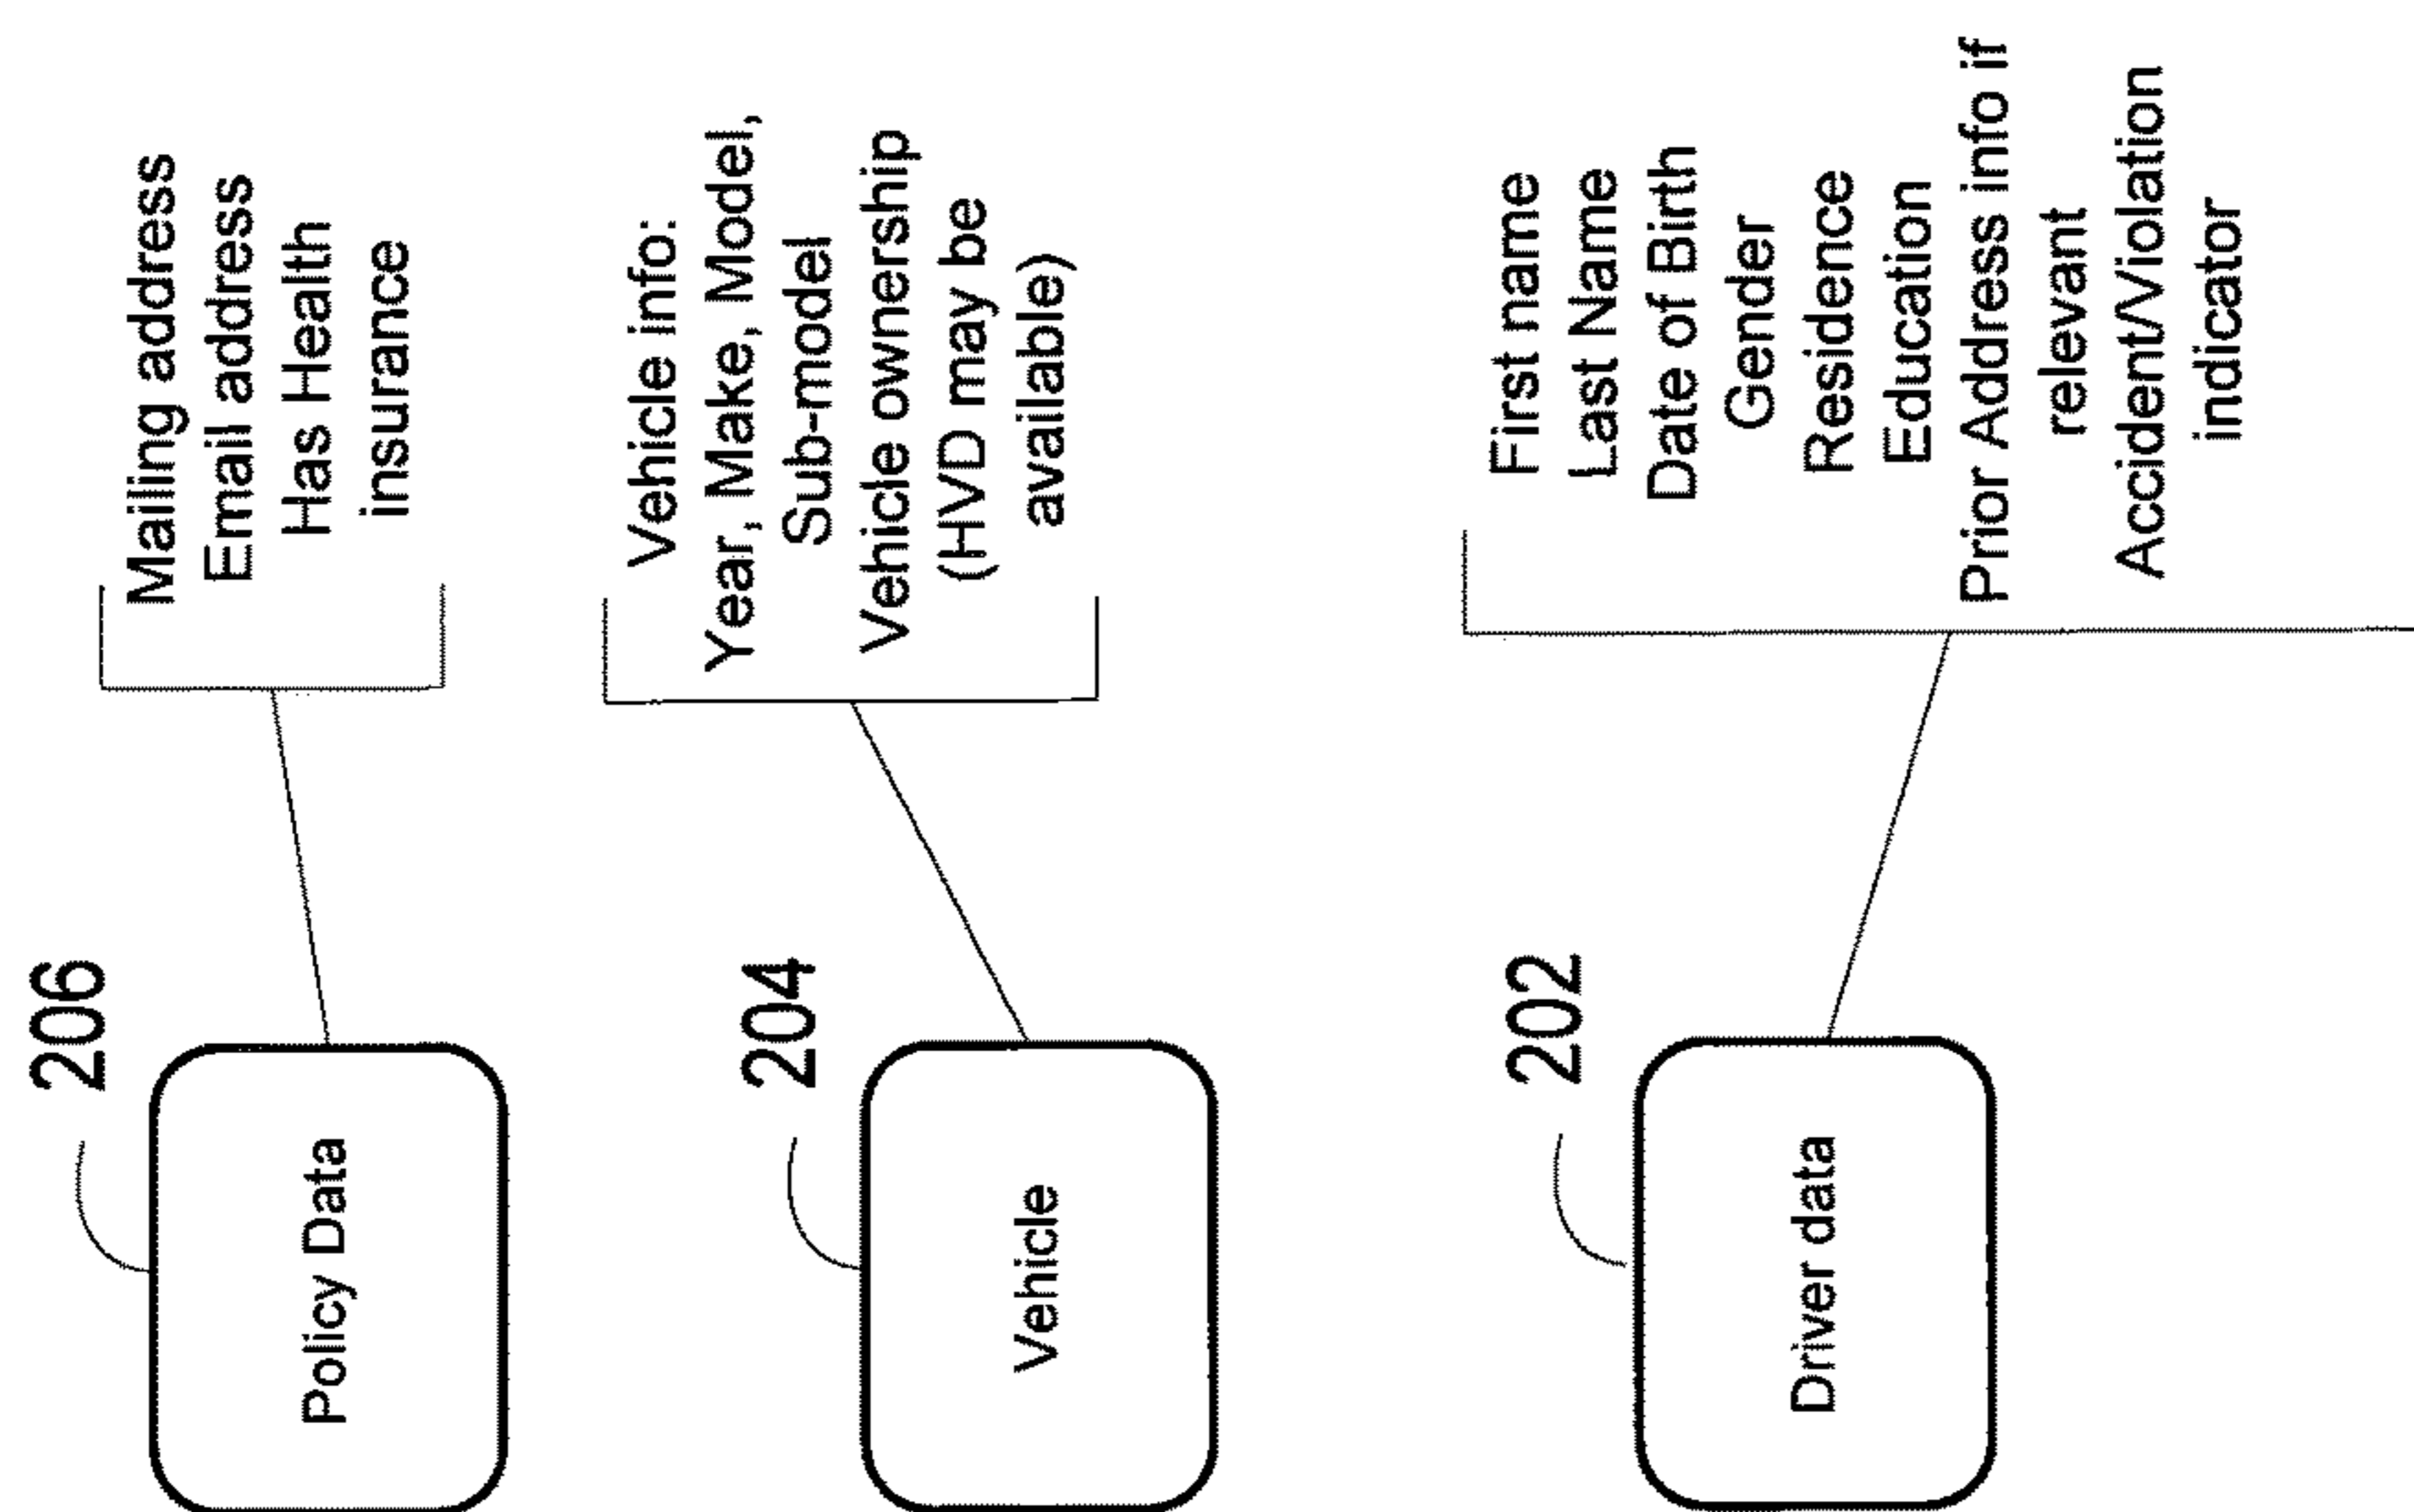 206
Policy Data
Mailing address
Email address
Has Health
insurance
204
Vehicle
Vehicle info:
Year, Make, Model,
Sub-model
Vehicle ownership
(HVD may be
available)
202
Driver data
First name
Last Name
Date of Birth
Gender
Residence
Education
Prior Address info if
relevant
Accident/Violation
indicator